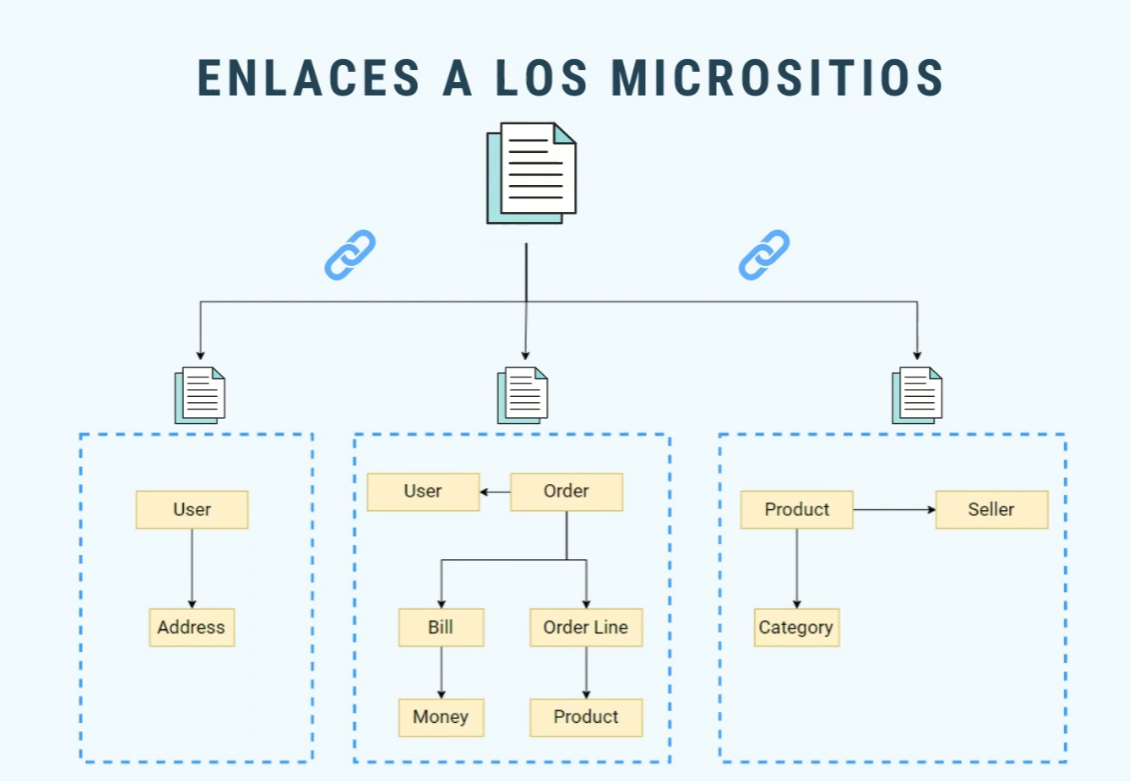 ENLACES A LOS MICROSITIOS
User
Address
User
Order
Bill
Order Line
Money
Product
Product
Seller
Category